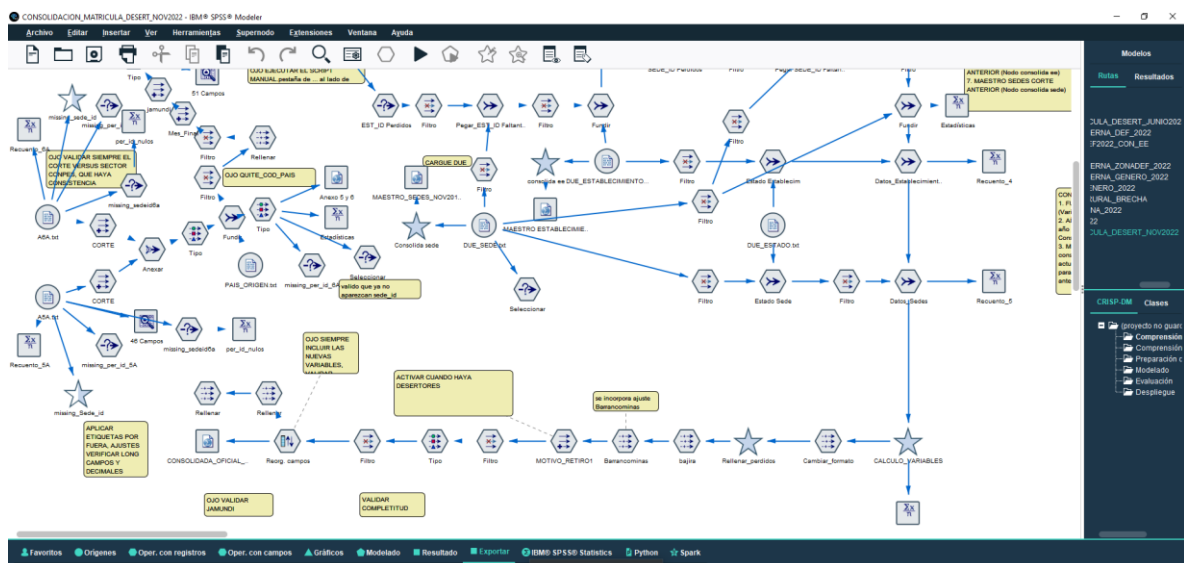 CONSOLIDACION_MATRICULA_DESERT_NOV2022 - IBM® SPSS® Modeler
Archivo Editar Insertar Ver Herramientas Supernodo Extensiones Ventana Ayuda
OJO EJECUTAR EL SCRIPT
MANUAL pestaña de ... al lado de
Tipo
51 Campos
jamundi
missing_sede_id
Mes_Fina
per_id_nulos
Recuento_6A
OJO VALIDAR SIEMPRE EL
CORTE VERSUS SECTOR
CONPES, QUE HAYA
CONSISTENCIA
Filtro
Rellenar
OJO QUITE_COD_PAIS
missing_sedeid6a
A6A.txt
CORTE
Filtro
Anexo 5 y 6
Tipo
Estadísticas
Anexar
Tipo
PAIS_ORIGEN.txt
missing_per_id_6A
Seleccionar
valido que ya no
aparezcan sede_id
CORTE
A5A.txt
46 Campos
missing_sedeid6a
per_id_nulos
Recuento_5A
missing_per_id_5A
missing_Sede_id
APLICAR
ETIQUETAS POR
FUERA, AJUSTES
VERIFICAR LONG
CAMPOS Y
DECIMALES
EST_ID Perdidos
Filtro
Pegar_EST_ID Faltant..
Filtro
Fundir
CARGUE DUE
MAESTRO_SEDES_NOV201...
Filtro
consolida ee
DUE_ESTABLECIMIENTO...
MAESTRO ESTABLECIMIE...
Consolida sede
DUE_SEDE.txt
Seleccionar
SEDE_ID Perdidos
Filtro
Pegar SEDE_ID Faltant..
Filtro
ANTERIOR (Nodo consolida ee)
7. MAESTRO SEDES CORTE
ANTERIOR (Nodo consolida sede)
Fundir
Estadísticas
Filtro
Filtro
Estado Establecim
Filtro
Datos_Establecimient..
Recuento_4
DUE_ESTADO.txt
Filtro
Estado Sede
Filtro
Datos_Sedes
Recuento_5
OJO SIEMPRE
INCLUIR LAS
NUEVAS
VARIABLES,
ACTIVAR CUANDO HAYA
DESERTORES
se incorpora ajuste
Barrancominas
Rellenar
CONSOLIDADA_OFICIAL_..
Reorg. campos
Filtro
Tipo
Filtro
MOTIVO_RETIRO1
Barrancominas
bajira
Rellenar_perdidos
Cambiar_formato
CALCULO_VARIABLES
OJO VALIDAR
JAMUNDI
VALIDAR
COMPLETITUD
Modelos
Rutas Resultados
ULA_DESERT_JUNIO202
ERNA_DEF_2022
F2022_CON_EE
ERNA_ZONADEF_2022
ERNA_GENERO_2022
NERO_2022
URAL_BRECHA
NA_2022
22
ULA_DESERT_NOV2022
CRISP-DM Clases
(proyecto no guard
Comprensión
Comprensión
Preparación
Modelado
Evaluación
Despliegue
Favoritos Orígenes Oper. con registros Oper. con campos Gráficos Modelado Resultado Exportar IBM® SPSS® Statistics Python Spark